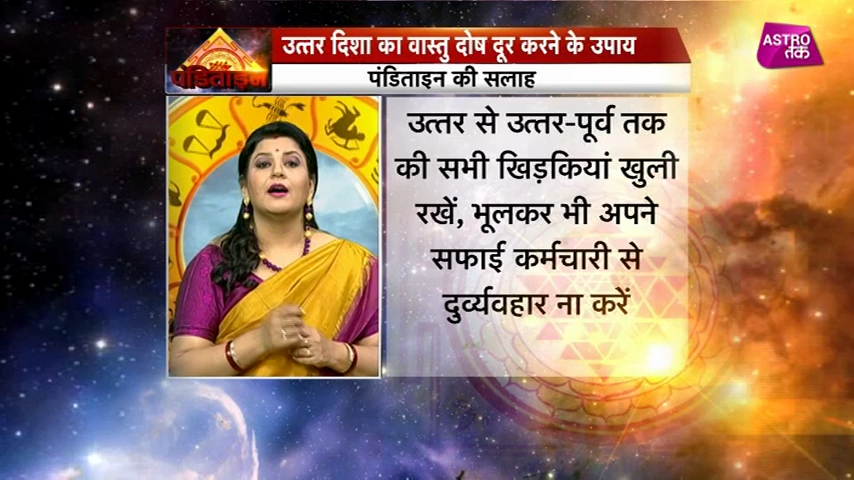 उत्तर दिशा का वास्तु दोष दूर करने के उपाय
ASTRO
तक
पंडिताइन
पंडिताइन की सलाह
उत्तर से उत्तर-पूर्व तक
की सभी खिड़कियां खुली
रखें, भूलकर भी अपने
सफाई कर्मचारी से
दुर्व्यवहार ना करें